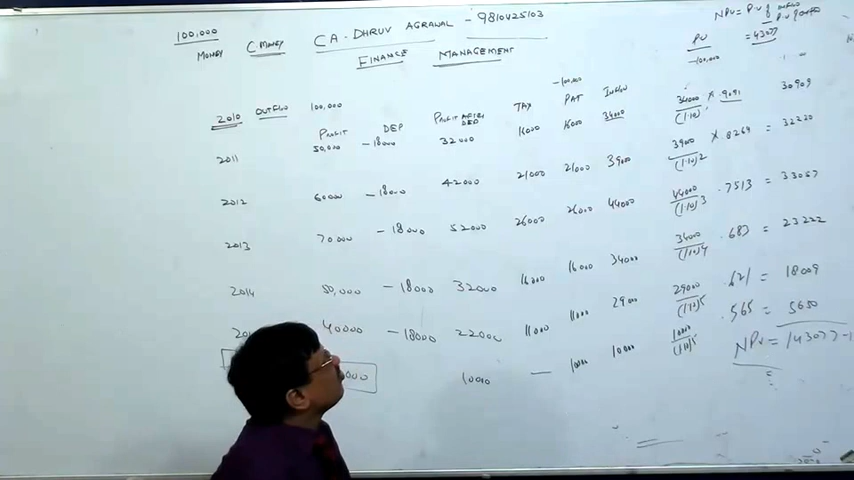 100,000
MONEY C MONEY CA. DHRUV AGRAWAL - 9810425103
FINANCE MANAGEMENT
NPV = P.V of inflow
P.V of outflow
= 43077
PV
-100,000
-100,000
2010 OUTFLOW 100,000
PROFIT DEP PROFIT AFTER DEP TAX PAT INFLOW
2011 50,000 - 18000 32000 16000 16000 34000 34000/(1.10)1 × .9091 30909
2012 60000 - 18000 42000 21000 21000 39000 39000/(1.10)2 × .8264 = 32220
2013 70000 - 18000 52000 26000 26000 44000 44000/(1.10)3 .7513 = 33057
2014 50,000 - 18000 32000 16000 16000 34000 34000/(1.10)4 .683 = 23222
40000 - 18000 22000 11000 11000 29000 29000/(1.10)5 .621 = 18009
10000 — 10000 10000 10000/(1.10)5 .565 = 5650
NPV = 143077-1